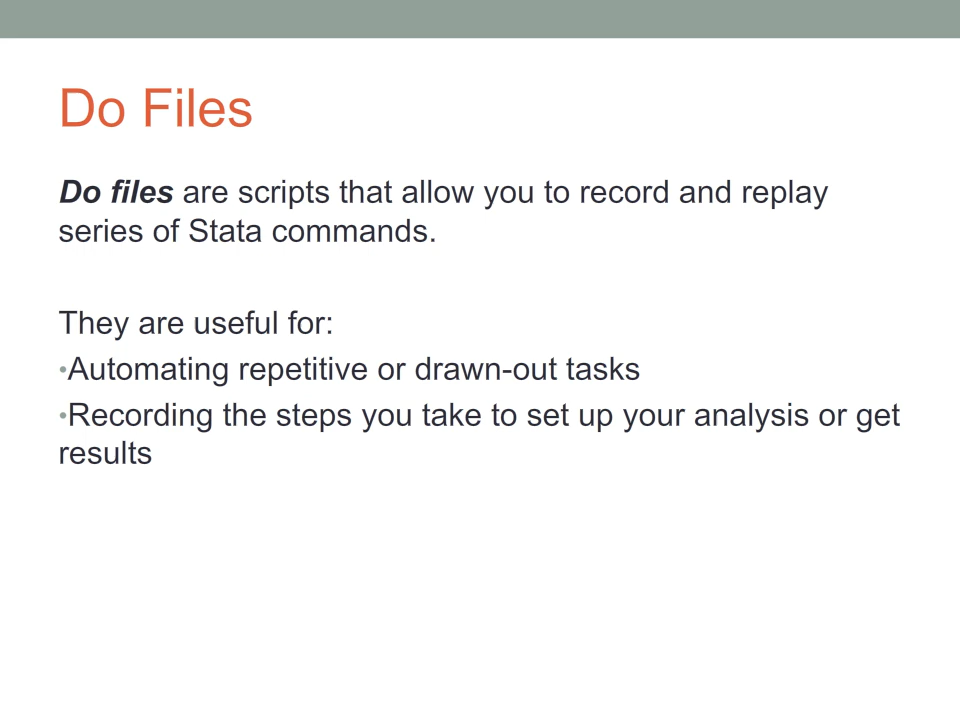 Do Files
Do files are scripts that allow you to record and replay
series of Stata commands.
They are useful for:
•Automating repetitive or drawn-out tasks
•Recording the steps you take to set up your analysis or get
results